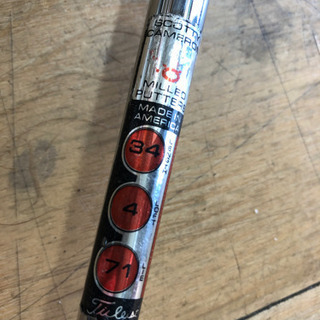 SCOTTY
CAMERON
MILLED
PUTTERS
MADE IN
AMERICA
34
4
71